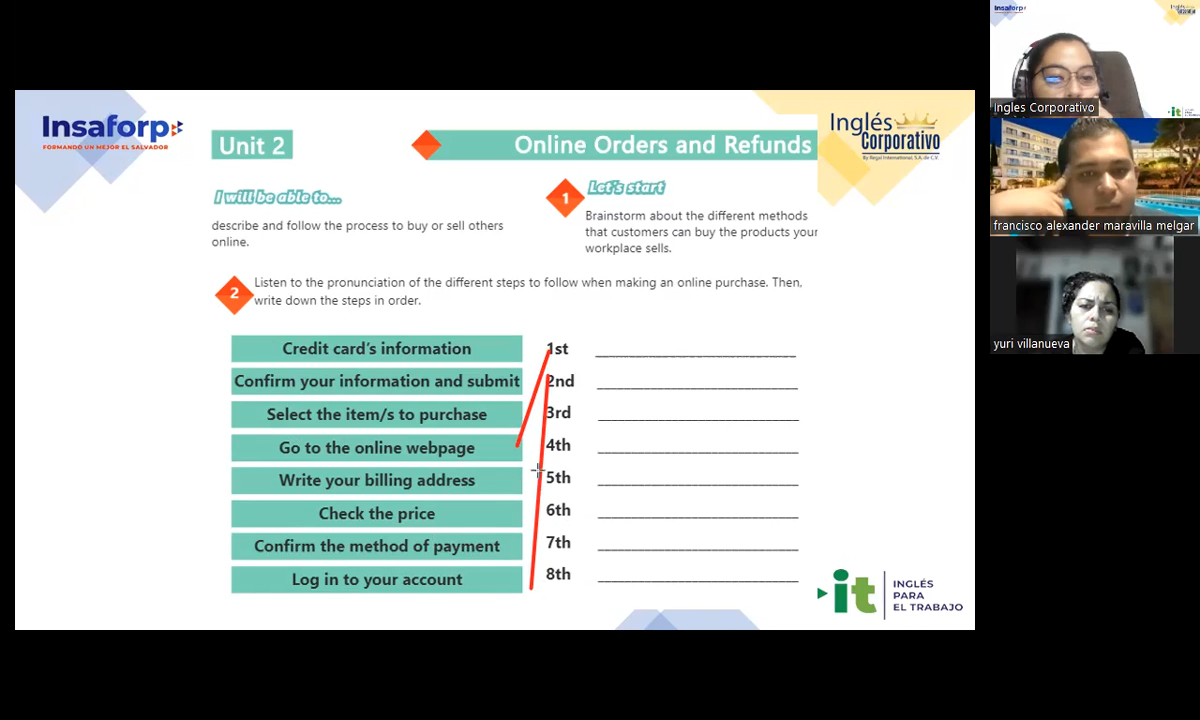 Insaforp
FORMANDO UN MEJOR EL SALVADOR
Unit 2
Online Orders and Refunds
Inglés
Corporativo
By Regal International, S.A. de C.V.
I will be able to...
describe and follow the process to buy or sell others
online.
1
Let's start
Brainstorm about the different methods
that customers can buy the products your
workplace sells.
2
Listen to the pronunciation of the different steps to follow when making an online purchase. Then,
write down the steps in order.
Credit card's information
Confirm your information and submit
Select the item/s to purchase
Go to the online webpage
Write your billing address
Check the price
Confirm the method of payment
Log in to your account
1st
2nd
3rd
4th
5th
6th
7th
8th
it
INGLÉS
PARA
EL TRABAJO
Insaforp
Inglés
Corporativo
it
Ingles Corporativo
francisco alexander maravilla melgar
yuri villanueva